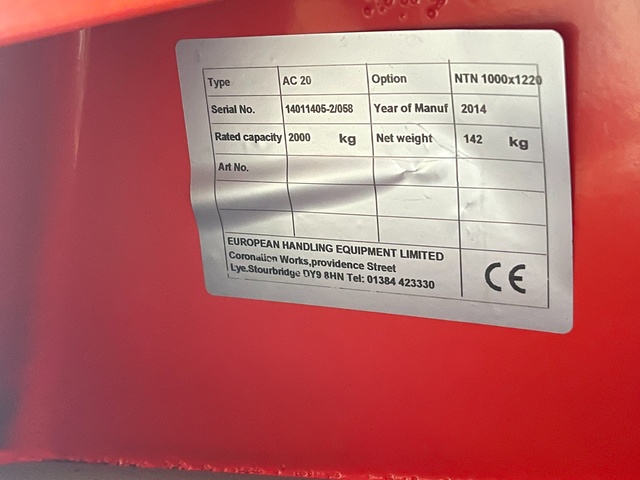 Type AC 20 Option NTN 1000x1220
Serial No. 14011405-2/058 Year of Manuf 2014
Rated capacity 2000 kg Net weight 142 kg
Art No.
EUROPEAN HANDLING EQUIPMENT LIMITED
Coronation Works,providence Street
Lye.Stourbridge DY9 8HN Tel: 01384 423330
CE